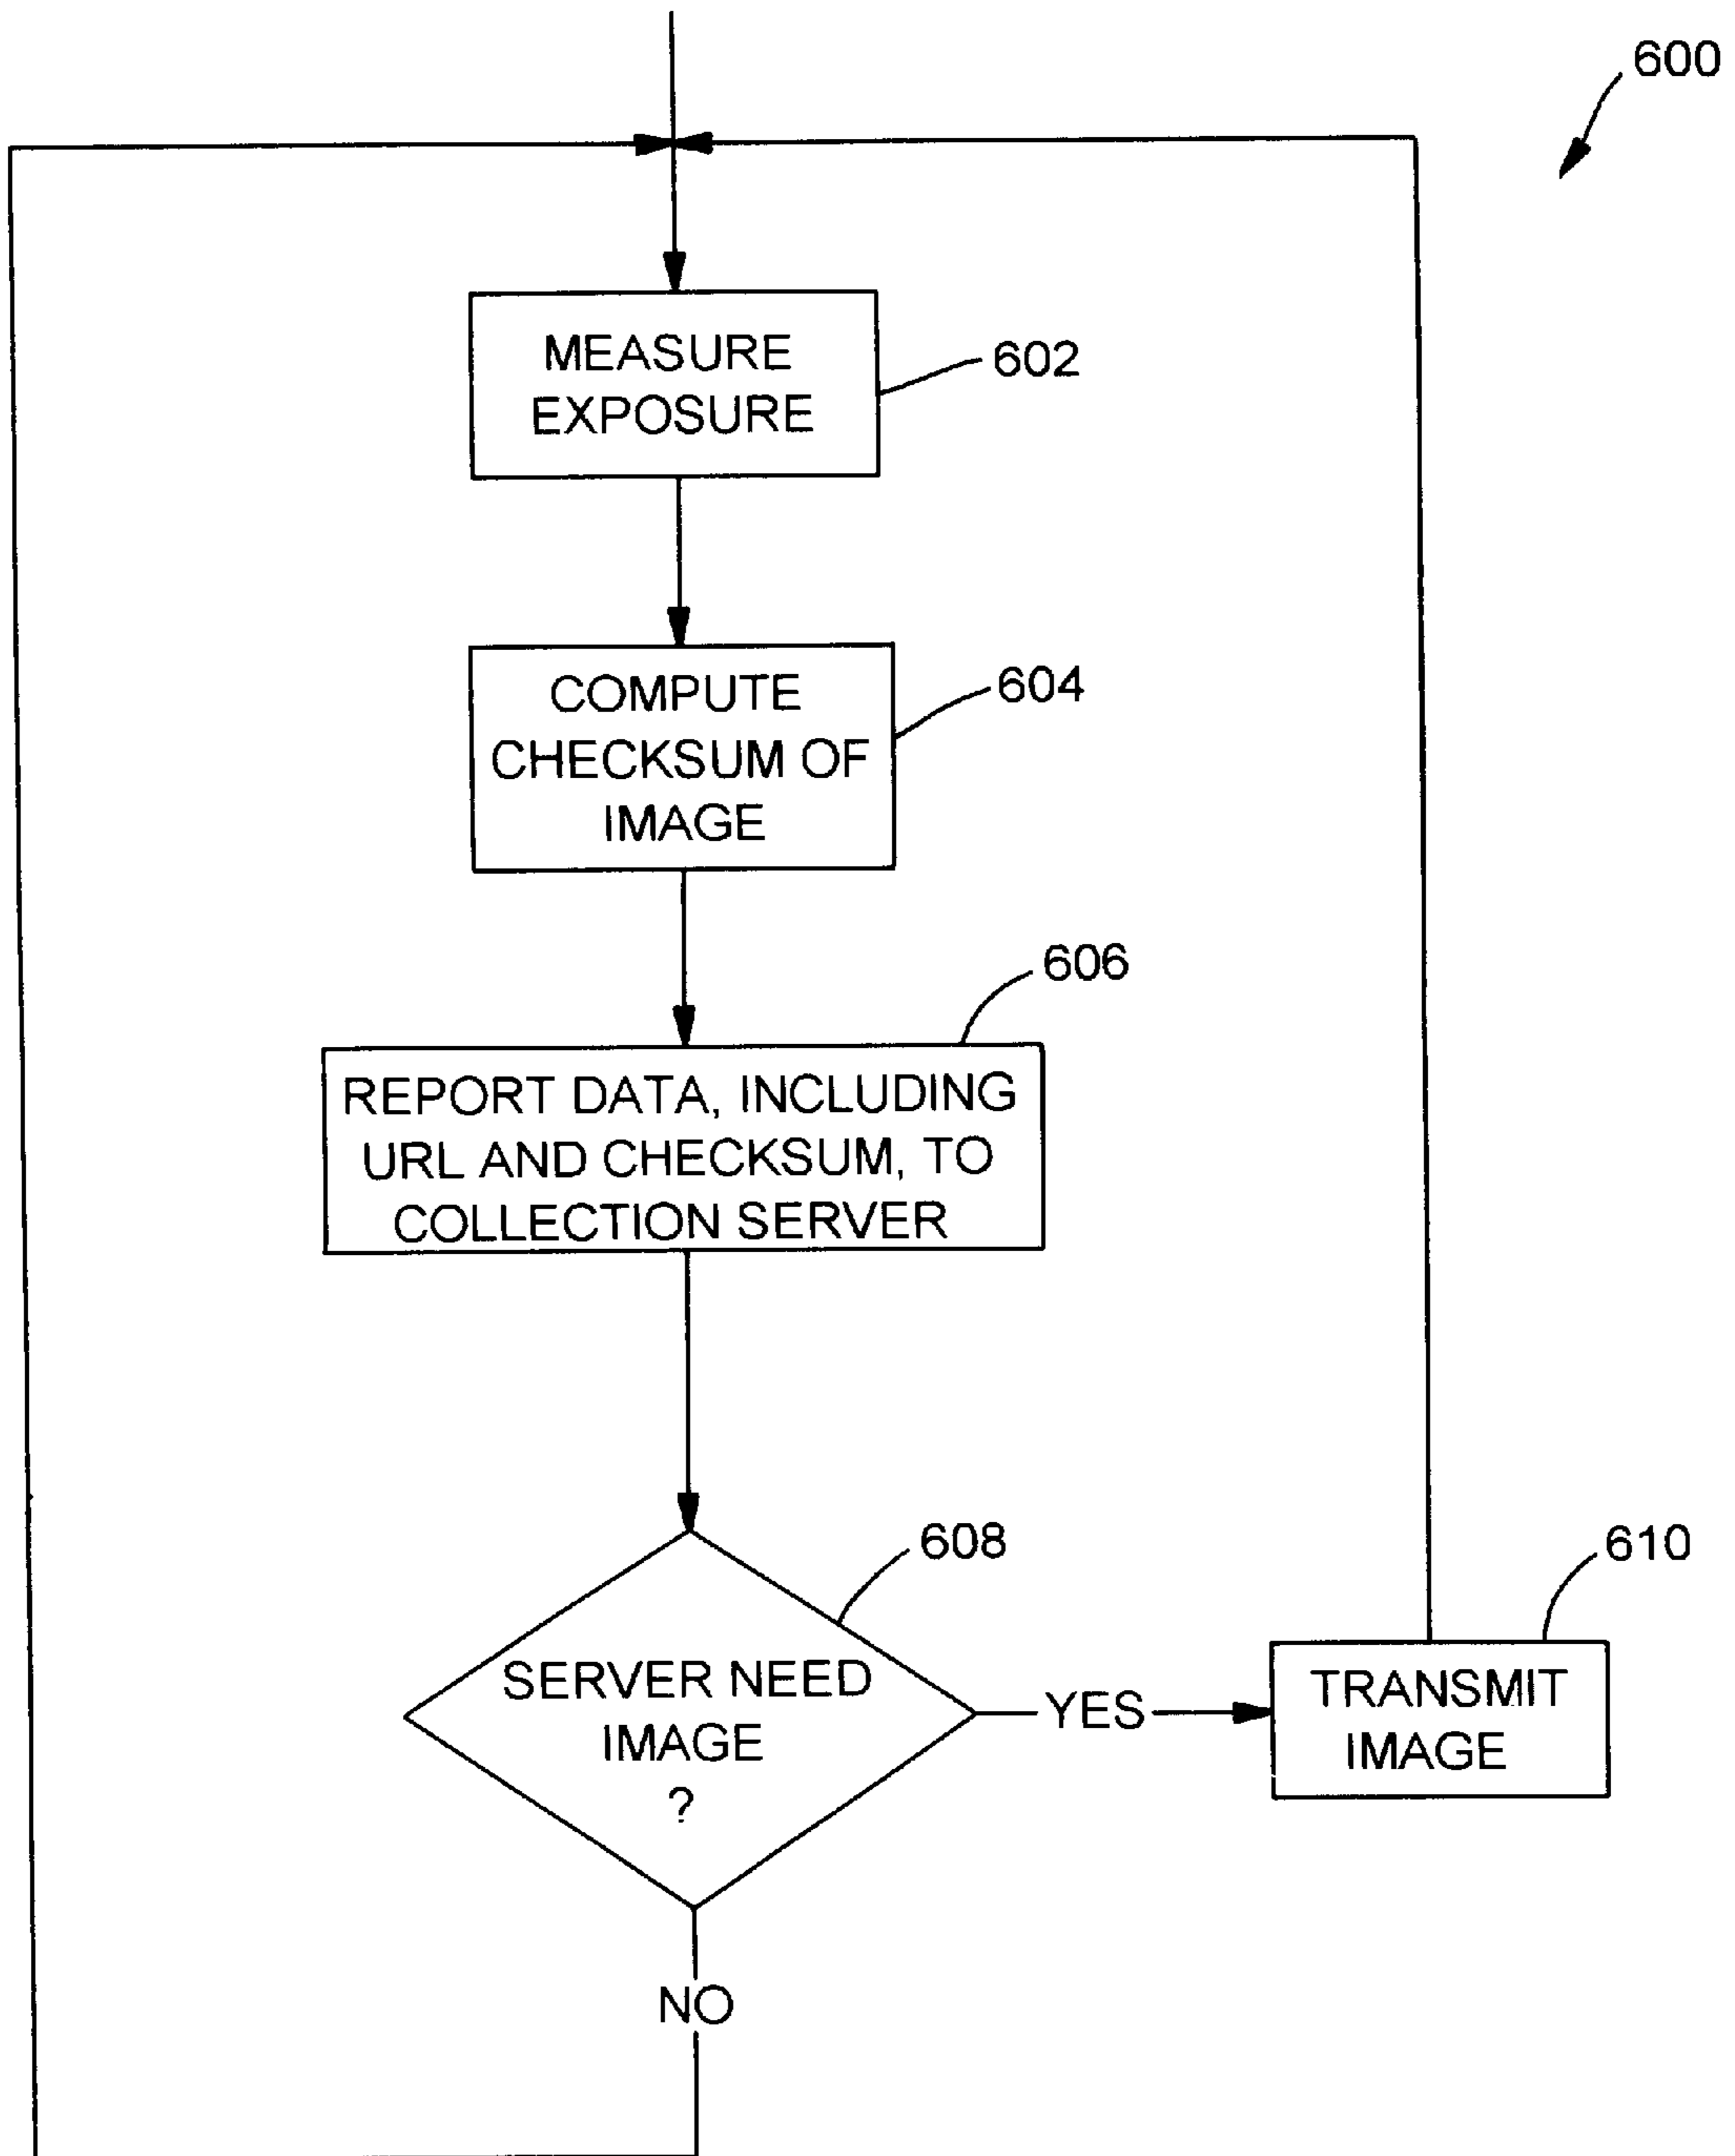 600
MEASURE
EXPOSURE
602
COMPUTE
CHECKSUM OF
IMAGE
604
606
REPORT DATA, INCLUDING
URL AND CHECKSUM, TO
COLLECTION SERVER
608
SERVER NEED
IMAGE
?
YES
610
TRANSMIT
IMAGE
NO